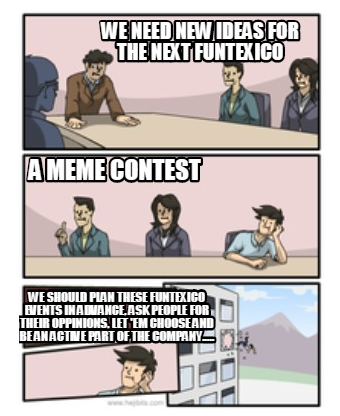 WE NEED NEW IDEAS FOR
THE NEXT FUNTEXICO
A MEME CONTEST
WE SHOULD PLAN THESE FUNTEXICO
EVENTS IN ADVANCE, ASK PEOPLE FOR
THEIR OPPINIONS, LET 'EM CHOOSE AND
BE AN ACTIVE PART OF THE COMPANY.....